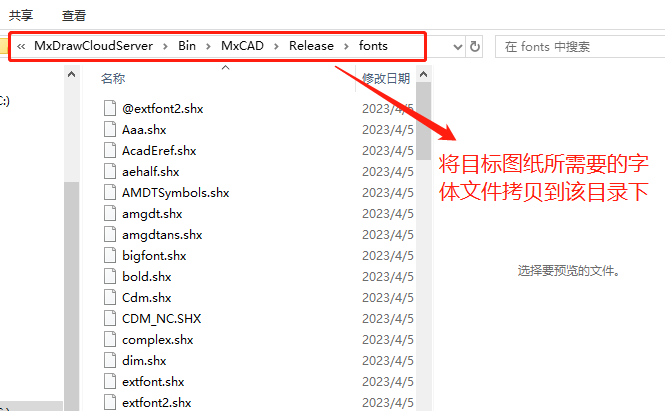 共享 查看
« MxDrawCloudServer › Bin › MxCAD › Release › fonts
在 fonts 中搜索
名称 修改日期
C:)
@extfont2.shx 2023/4/5
Aaa.shx 2023/4/5
AcadEref.shx 2023/4/5
aehalf.shx 2023/4/5
AMDTSymbols.shx 2023/4/5
amgdt.shx 2023/4/5
amgdtans.shx 2023/4/5
bigfont.shx 2023/4/5
bold.shx 2023/4/5
Cdm.shx 2023/4/5
CDM_NC.SHX 2023/4/5
complex.shx 2023/4/5
dim.shx 2023/4/5
extfont.shx 2023/4/5
extfont2.shx 2023/4/5
将目标图纸所需要的字
体文件拷贝到该目录下
选择要预览的文件。